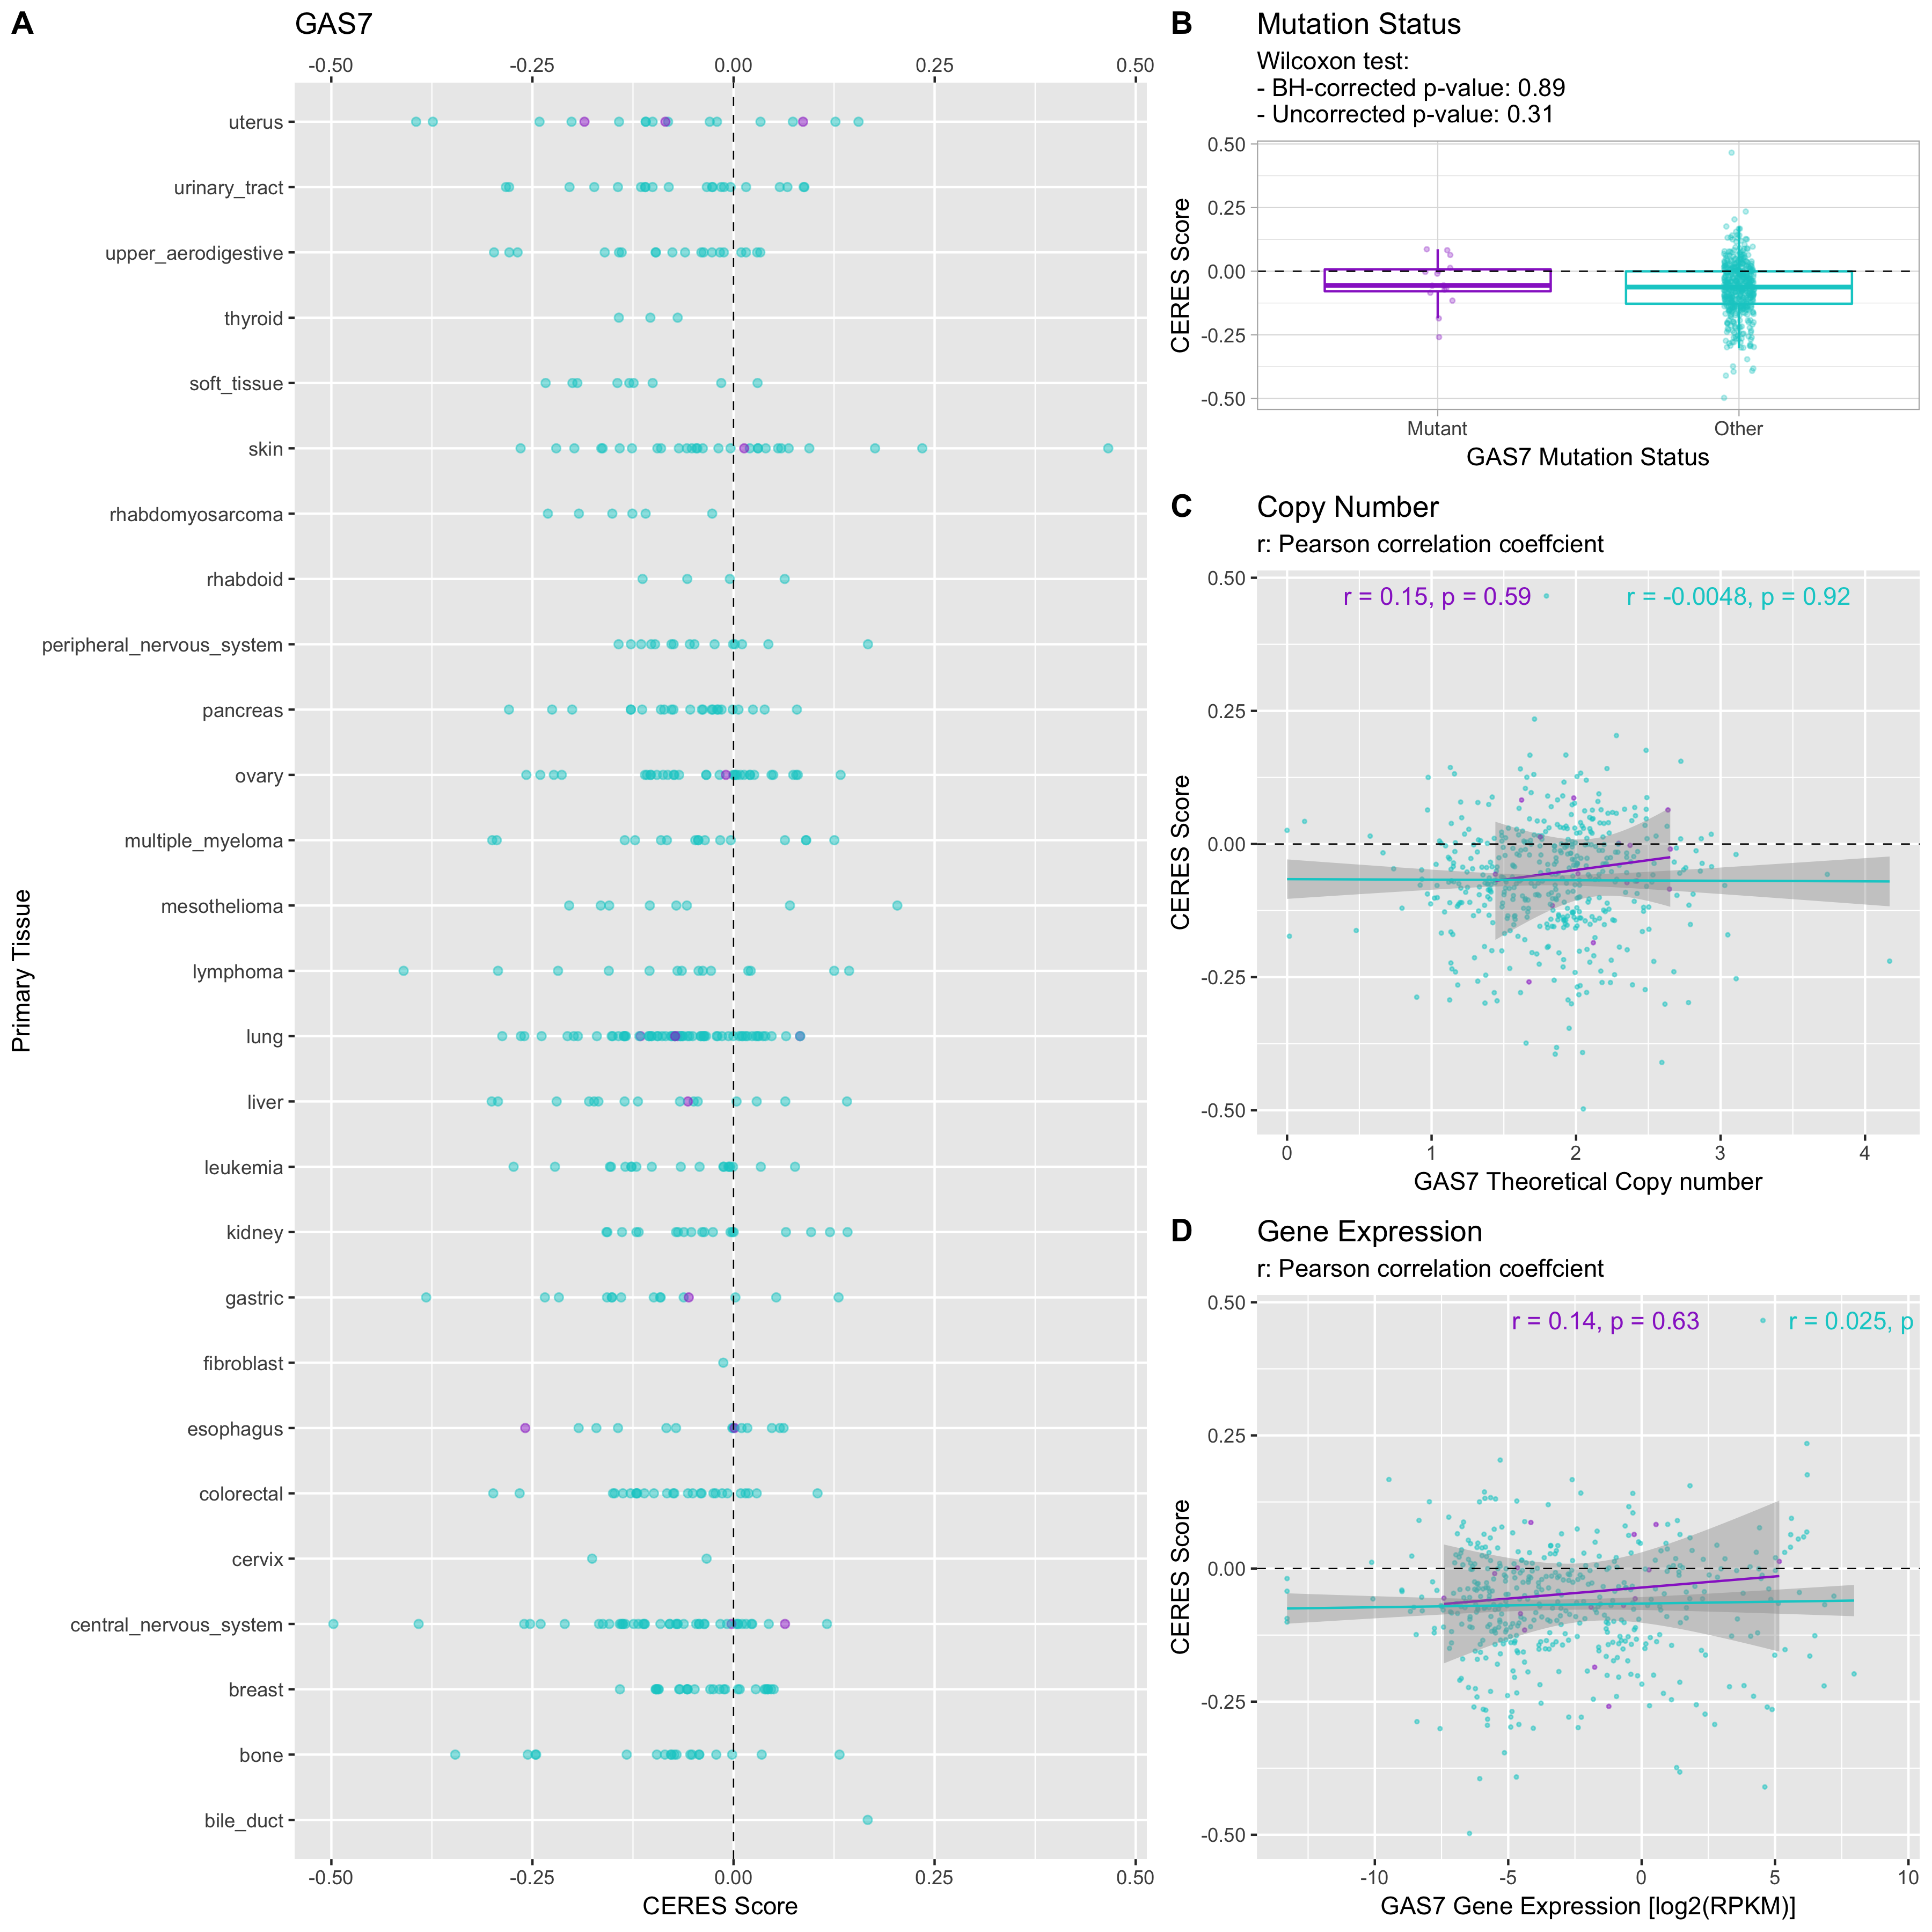 A
GAS7
-0.50 -0.25 0.00 0.25 0.50
uterus
urinary_tract
upper_aerodigestive
thyroid
soft_tissue
skin
rhabdomyosarcoma
rhabdoid
peripheral_nervous_system
pancreas
ovary
multiple_myeloma
mesothelioma
lymphoma
lung
liver
leukemia
kidney
gastric
fibroblast
esophagus
colorectal
cervix
central_nervous_system
breast
bone
bile_duct
Primary Tissue
-0.50 -0.25 0.00 0.25 0.50
CERES Score
B
Mutation Status
Wilcoxon test:
- BH-corrected p-value: 0.89
- Uncorrected p-value: 0.31
0.50
0.25
0.00
-0.25
-0.50
CERES Score
Mutant Other
GAS7 Mutation Status
C
Copy Number
r: Pearson correlation coeffcient
r = 0.15, p = 0.59 r = -0.0048, p = 0.92
0.50
0.25
0.00
-0.25
-0.50
CERES Score
0 1 2 3 4
GAS7 Theoretical Copy number
D
Gene Expression
r: Pearson correlation coeffcient
r = 0.14, p = 0.63 r = 0.025, p
0.50
0.25
0.00
-0.25
-0.50
CERES Score
-10 -5 0 5 10
GAS7 Gene Expression [log2(RPKM)]